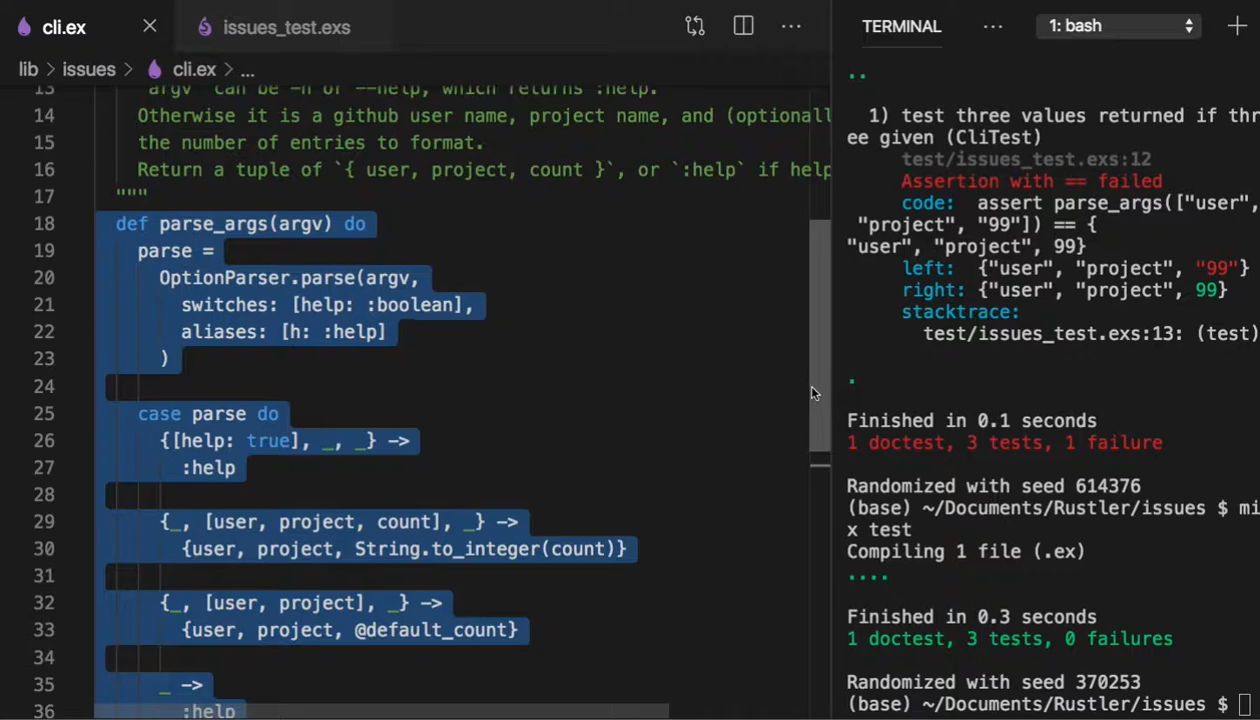 cli.ex
issues_test.exs
lib > issues > cli.ex > ...
13 `argv` can be -h or --help, which returns :help.
14 Otherwise it is a github user name, project name, and (optionall
15 the number of entries to format.
16 Return a tuple of `{ user, project, count }`, or `:help` if help
17 """
18 def parse_args(argv) do
19 parse =
20 OptionParser.parse(argv,
21 switches: [help: :boolean],
22 aliases: [h: :help]
23 )
24
25 case parse do
26 {[help: true], _, _} ->
27 :help
28
29 {_, [user, project, count], _} ->
30 {user, project, String.to_integer(count)}
31
32 {_, [user, project], _} ->
33 {user, project, @default_count}
34
35 _ ->
36 :help
TERMINAL
1: bash
..
1) test three values returned if thr
ee given (CliTest)
test/issues_test.exs:12
Assertion with == failed
code: assert parse_args(["user",
"project", "99"]) == {
"user", "project", 99}
left: {"user", "project", "99"}
right: {"user", "project", 99}
stacktrace:
test/issues_test.exs:13: (test)
.
Finished in 0.1 seconds
1 doctest, 3 tests, 1 failure
Randomized with seed 614376
(base) ~/Documents/Rustler/issues $ mi
x test
Compiling 1 file (.ex)
....
Finished in 0.3 seconds
1 doctest, 3 tests, 0 failures
Randomized with seed 370253
(base) ~/Documents/Rustler/issues $